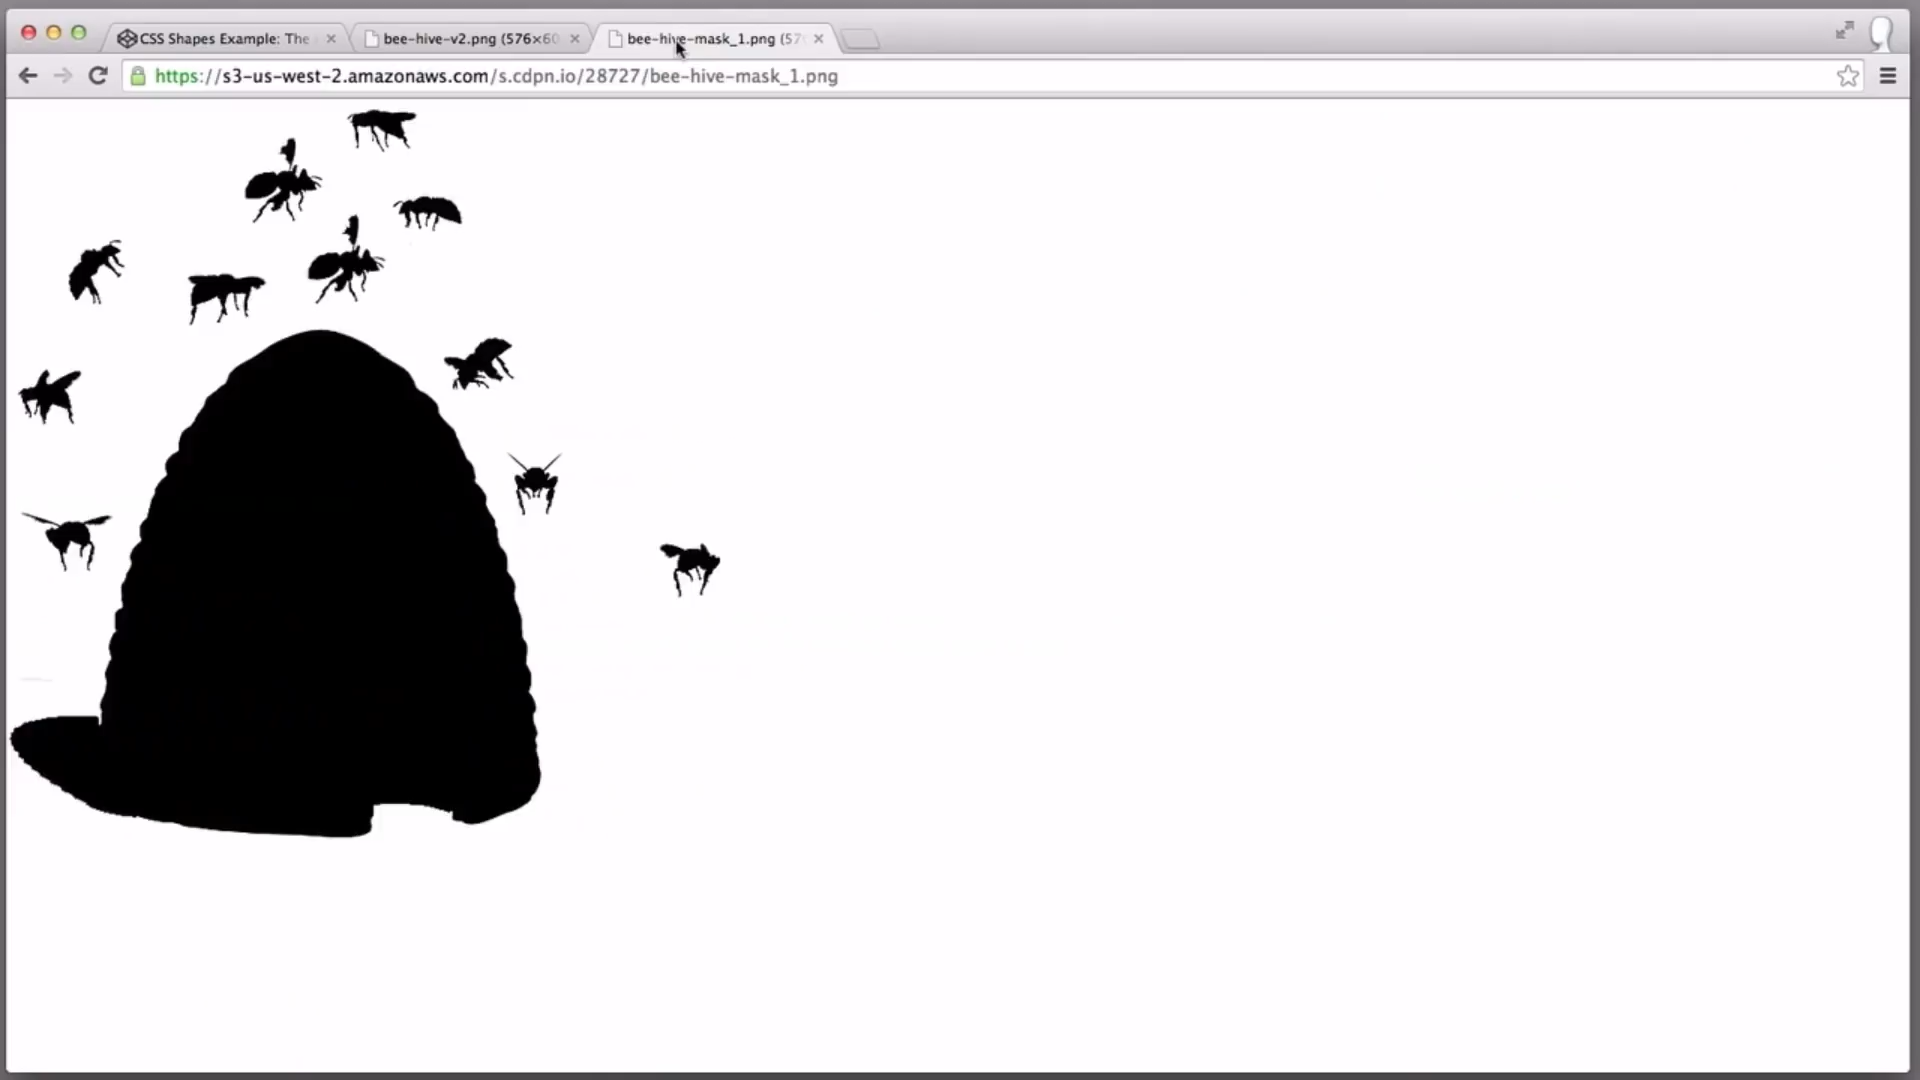 CSS Shapes Example: The
bee-hive-v2.png (576×60
bee-hive-mask_1.png (57
https://s3-us-west-2.amazonaws.com/s.cdpn.io/28727/bee-hive-mask_1.png